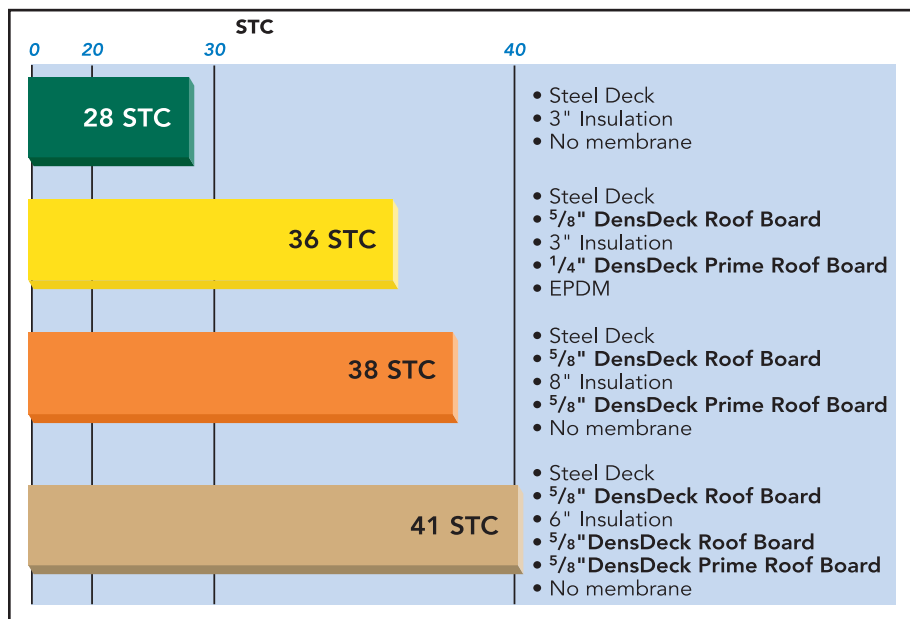 STC
0 20 30 40
28 STC
• Steel Deck
• 3" Insulation
• No membrane
36 STC
• Steel Deck
• 5/8" DensDeck Roof Board
• 3" Insulation
• 1/4" DensDeck Prime Roof Board
• EPDM
38 STC
• Steel Deck
• 5/8" DensDeck Roof Board
• 8" Insulation
• 5/8" DensDeck Prime Roof Board
• No membrane
41 STC
• Steel Deck
• 5/8" DensDeck Roof Board
• 6" Insulation
• 5/8"DensDeck Roof Board
• 5/8"DensDeck Prime Roof Board
• No membrane